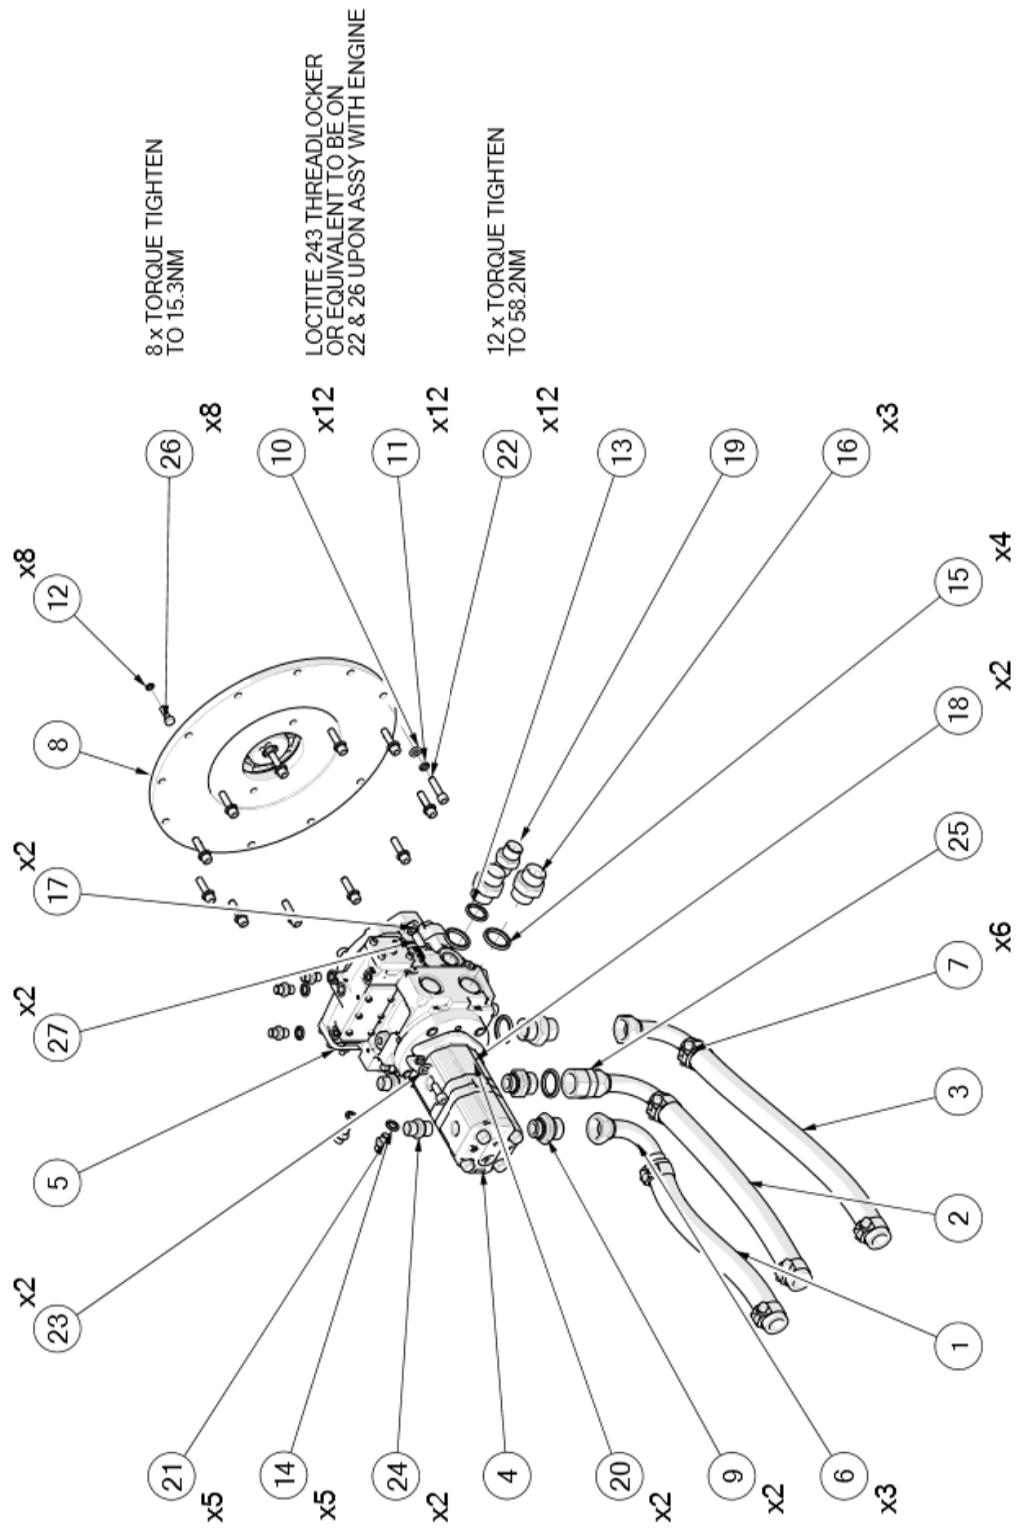 8 x TORQUE TIGHTEN
TO 15.3NM
LOCTITE 243 THREADLOCKER
OR EQUIVALENT TO BE ON
22 & 26 UPON ASSY WITH ENGINE
12 x TORQUE TIGHTEN
TO 58.2NM
26
x8
10
x12
11
x12
22
x12
13
19
16
x3
12
x8
8
17
x2
27
x2
5
23
x2
15
x4
18
x2
25
7
x6
3
2
1
21
x5
14
x5
24
x2
4
20
x2
9
x2
6
x3